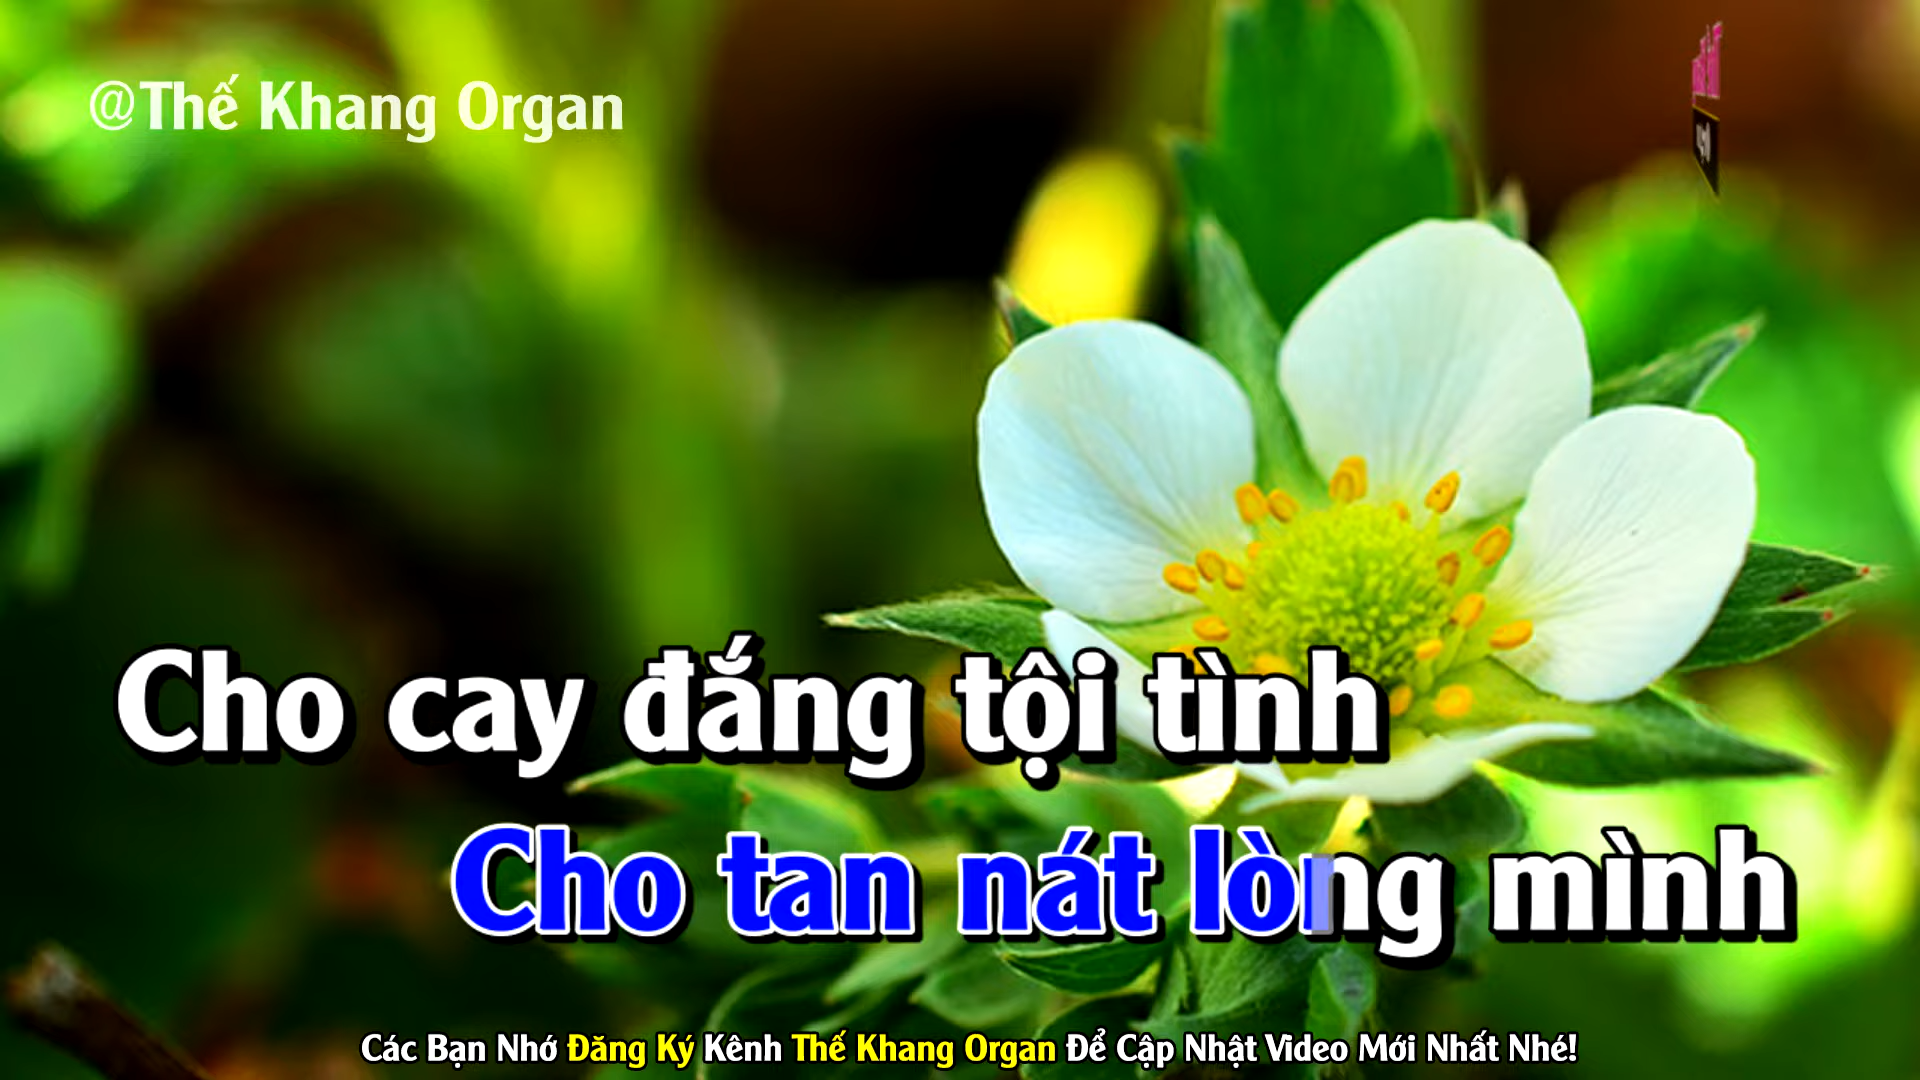 @Thế Khang Organ
Cho cay đắng tội tình
Cho tan nát lòng mình
Các Bạn Nhớ Đăng Ký Kênh Thế Khang Organ Để Cập Nhật Video Mới Nhất Nhé!